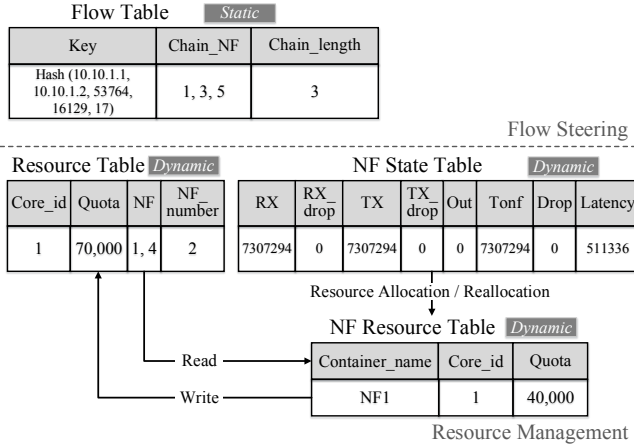 Flow Table Static
Key Chain_NF Chain_length
Hash (10.10.1.1,
10.10.1.2, 53764,
16129, 17)
1, 3, 5
3
Flow Steering
Resource Table Dynamic
Core_id Quota NF NF_
number
1 70,000 1, 4 2
NF State Table Dynamic
RX RX_
drop TX TX_
drop Out Tonf Drop Latency
7307294 0 7307294 0 0 7307294 0 511336
Resource Allocation / Reallocation
NF Resource Table Dynamic
Container_name Core_id Quota
NF1 1 40,000
Read
Write
Resource Management